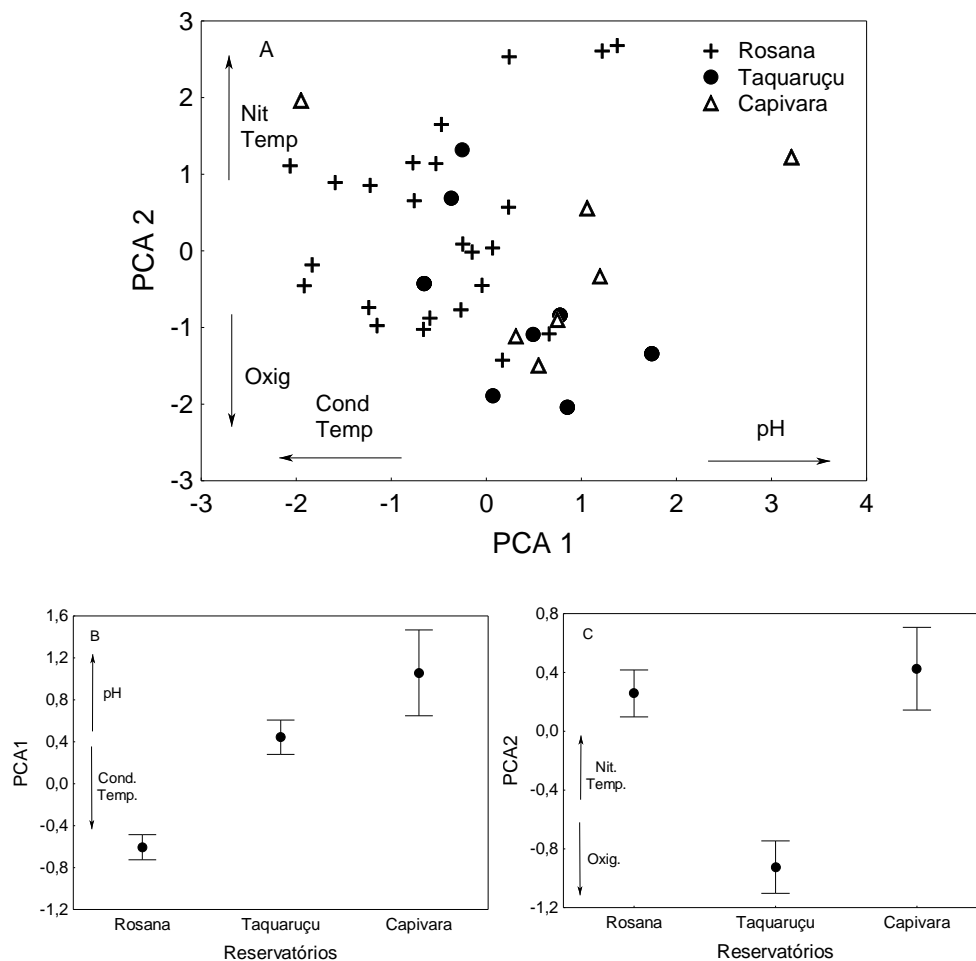 3
A
Rosana
Taquaruçu
Capivara
2
Nit
Temp
1
0
PCA 2
-1
Oxig
-2
Cond
Temp
pH
-3
-3 -2 -1 0 1 2 3 4
PCA 1
1,6
B
1,2
pH
0,8
0,4
PCA1
0,0
Cond.
Temp.
-0,4
-0,8
-1,2
Rosana Taquaruçu Capivara
Reservatórios
0,8
C
0,4
0,0
PCA2
Nit.
Temp.
-0,4
Oxig.
-0,8
-1,2
Rosana Taquaruçu Capivara
Reservatórios